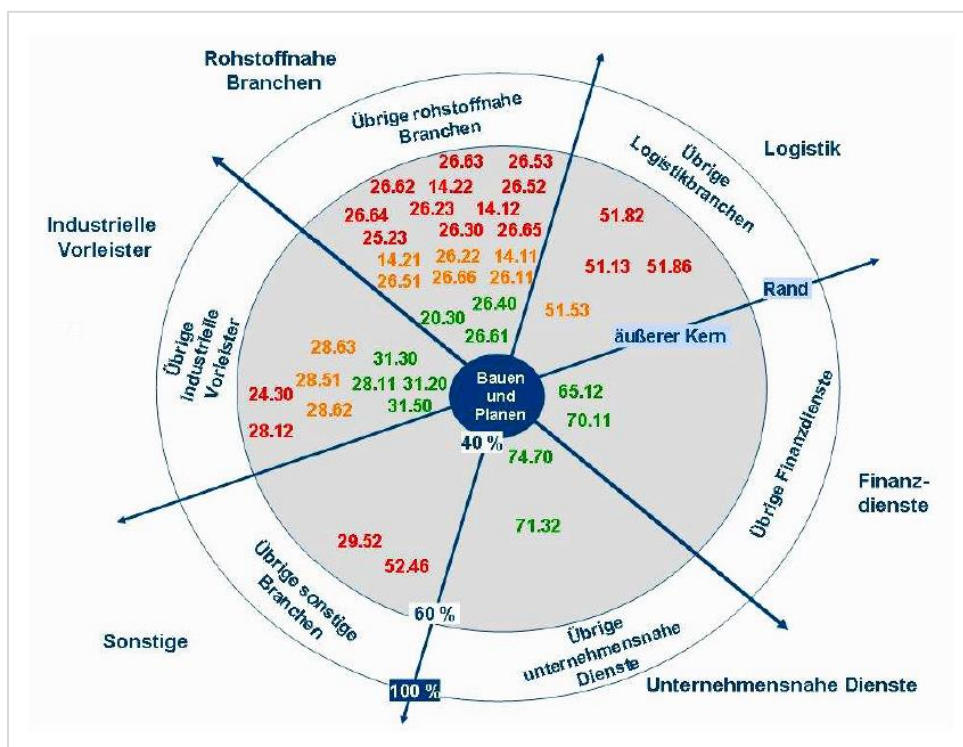 Rohstoffnahe
Branchen
Übrige rohstoffnahe
Branchen
Übrige
Logistikbranchen
Logistik
Industrielle
Vorleister
26.63 26.53
26.62 14.22 26.52
26.64 26.23 14.12
25.23 26.30 26.65
14.21 26.22 14.11
26.51 26.66 26.11
26.40
20.30
26.61
51.82
51.13 51.86
51.53
Rand
äußerer Kern
Übrige
Industrielle
Vorleister
28.63
31.30
28.51 28.11 31.20
24.30
28.62 31.50
28.12
Bauen
und
Planen
40 %
65.12
70.11
74.70
71.32
Übrige Finanzdienste
Finanz-
dienste
29.52
52.46
Übrige sonstige
Branchen
Sonstige
60 %
100 %
Übrige
unternehmensnahe
Dienste
Unternehmensnahe Dienste